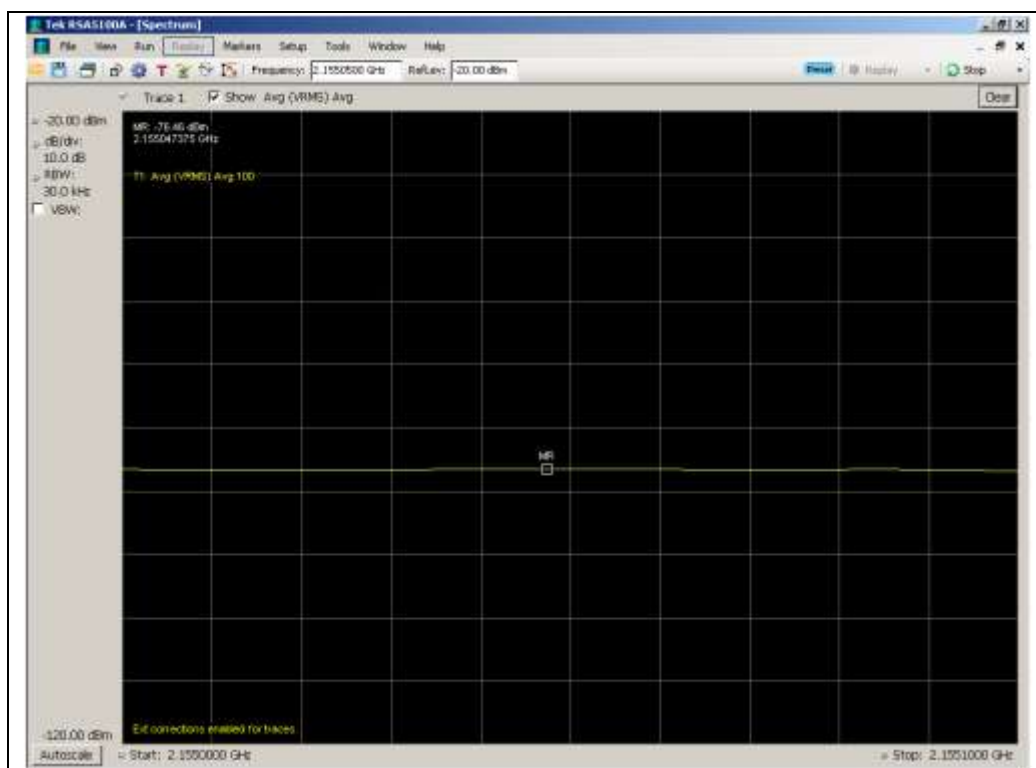 Tek RSA5100A - [Spectrum]
File View Run Replay Markers Setup Tools Window Help
Frequency: 2.1550500 GHz RefLev: -20.00 dBm Preset Replay Stop
Trace 1 Show Avg (VRMS) Avg Clear
-20.00 dBm
dB/div:
10.0 dB
RBW:
30.0 kHz
VBW:
MR: -76.46 dBm
2.155047375 GHz
T1: Avg (VRMS) Avg 100
MR
Ext corrections enabled for traces
-120.00 dBm
Autoscale Start: 2.1550000 GHz Stop: 2.1551000 GHz